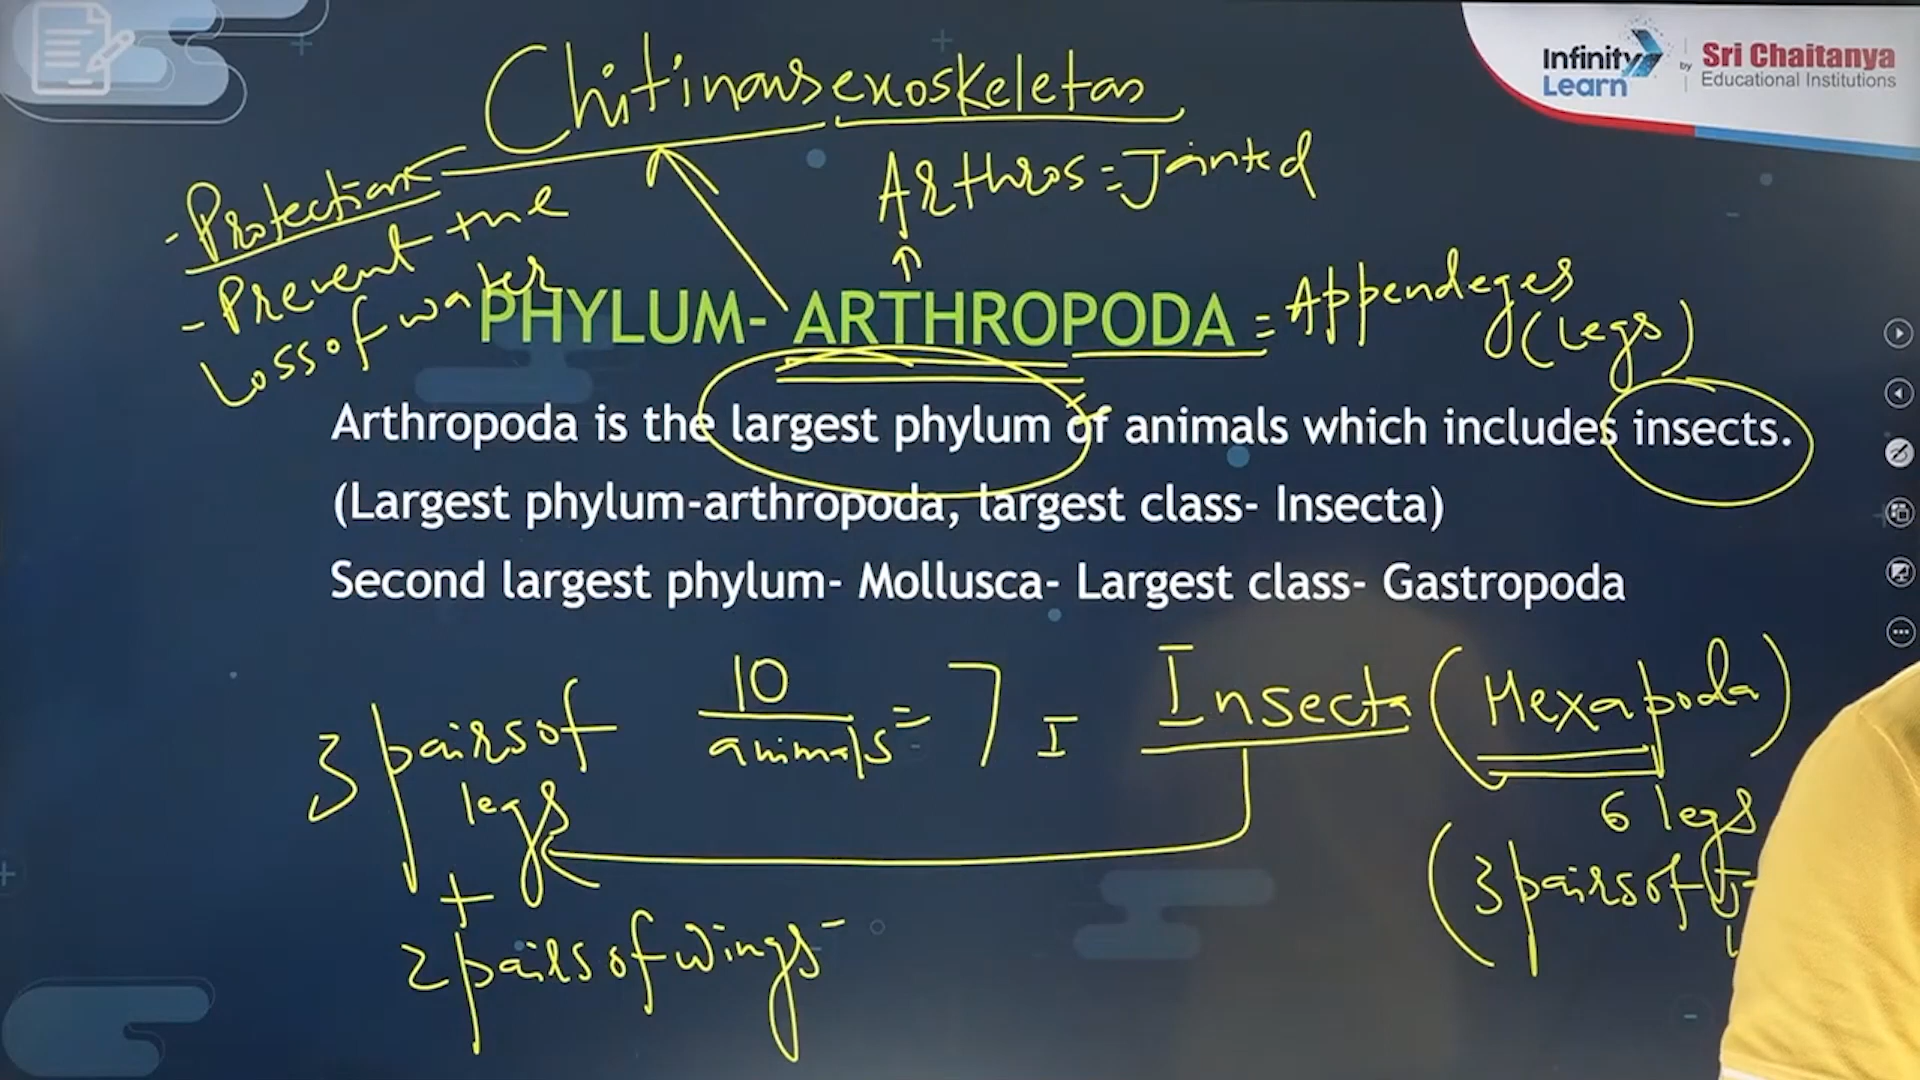 Chitinous exoskeleton
Infinity Learn by Sri Chaitanya Educational Institutions
Arthros = Jointed
- Protection
- Prevent the
Loss of water
PHYLUM- ARTHROPODA = Appendeges
(Legs)
Arthropoda is the largest phylum of animals which includes insects.
(Largest phylum-arthropoda, largest class- Insecta)
Second largest phylum- Mollusca- Largest class- Gastropoda
3 pairs of
legs
10
animals = 7 I
Insecta (Hexapoda)
6 legs
(3 pairs of
+
2 pairs of wings